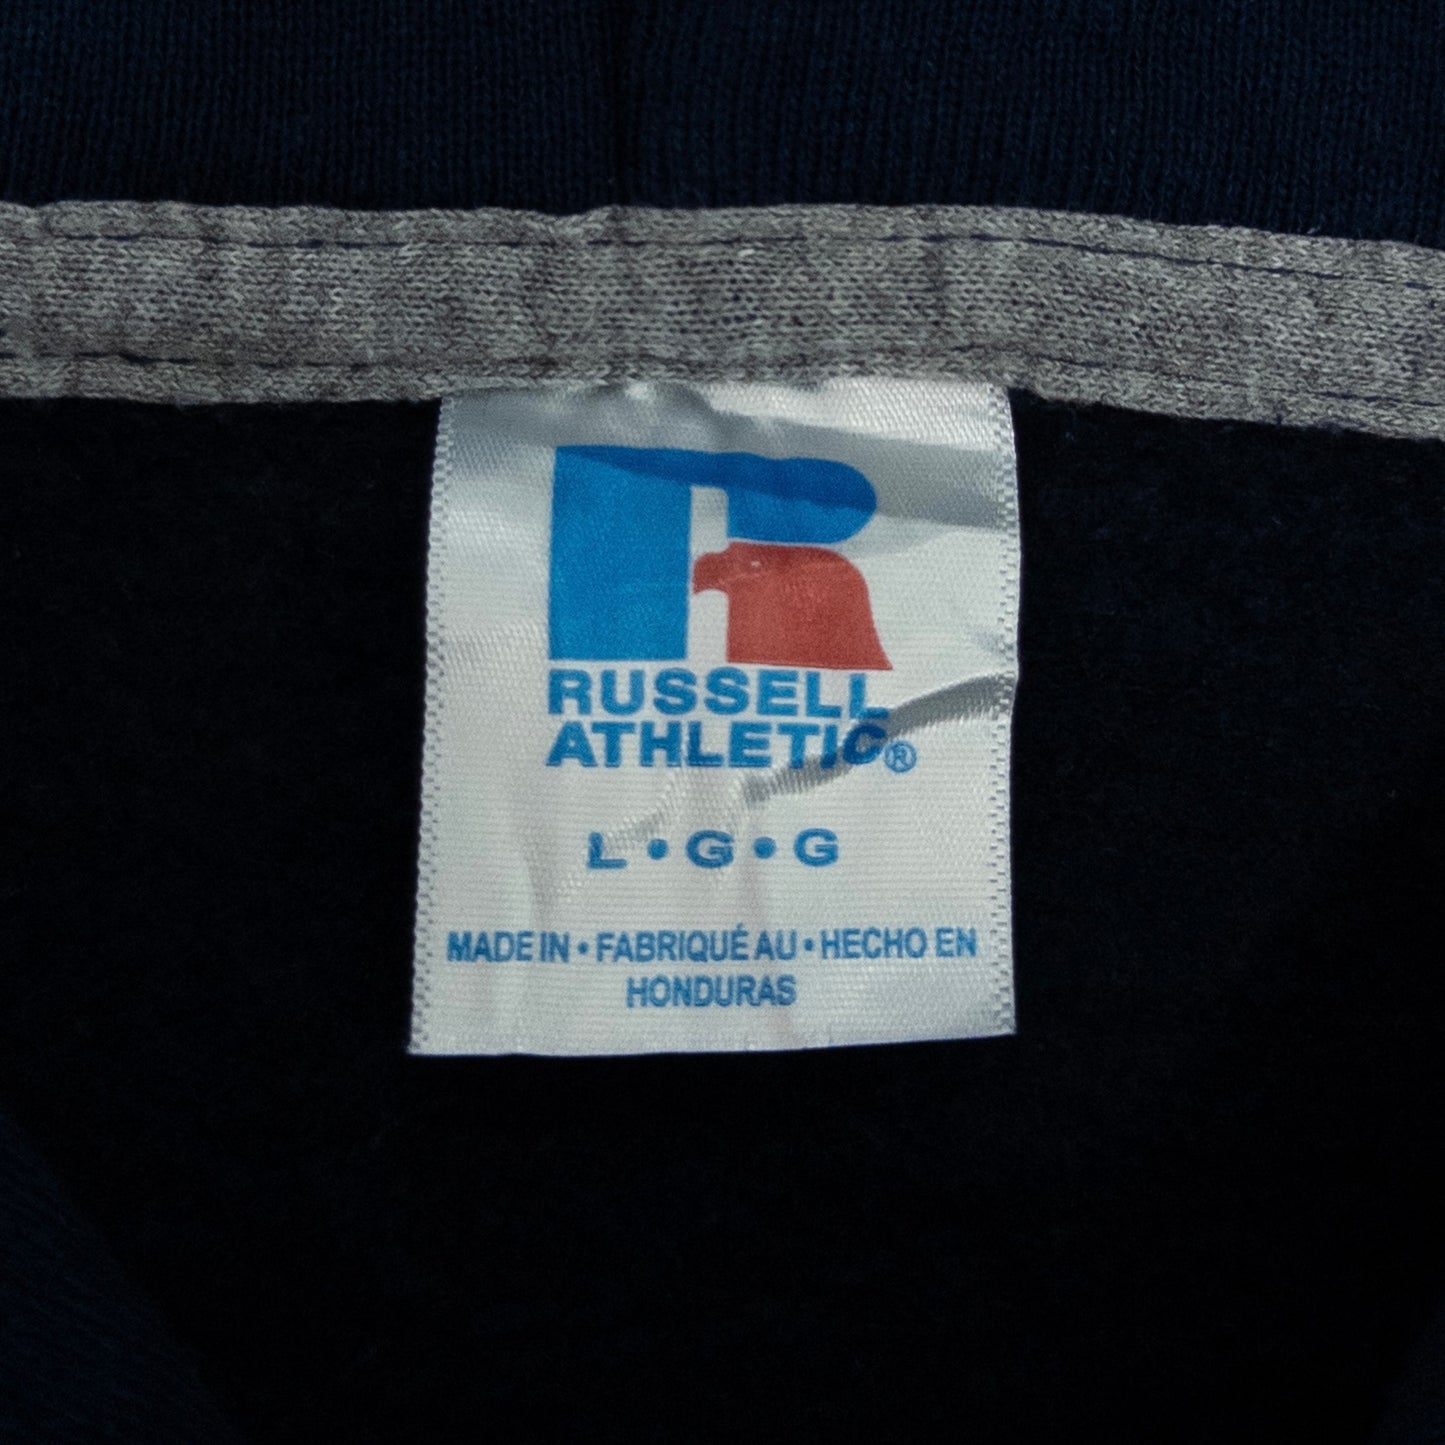 RUSSELL
ATHLETIC®
L • G • G
MADE IN • FABRIQUÉ AU • HECHO EN
HONDURAS